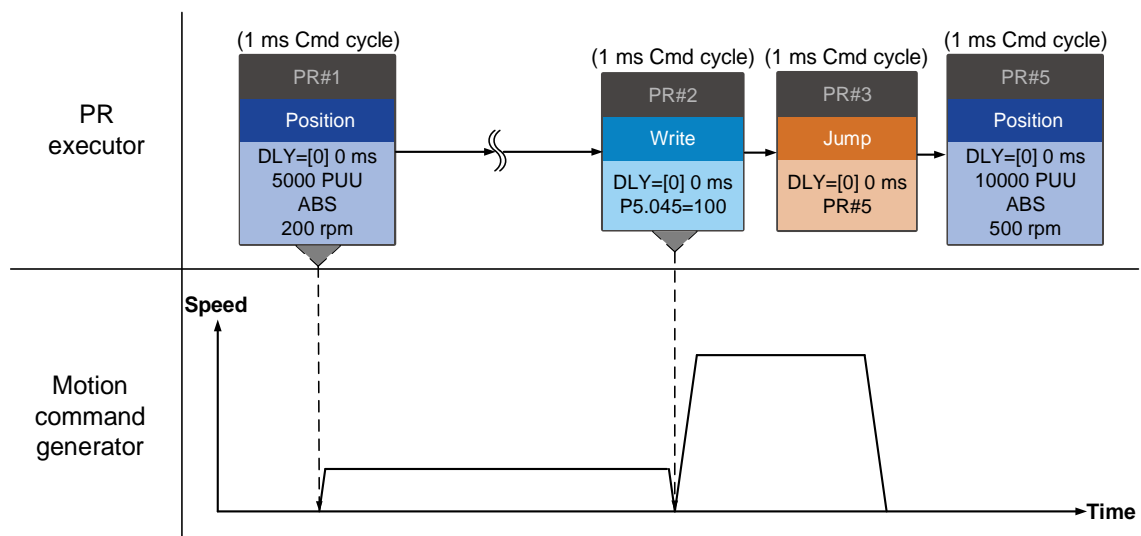 PR
executor
(1 ms Cmd cycle)
PR#1
Position
DLY=[0] 0 ms
5000 PUU
ABS
200 rpm
(1 ms Cmd cycle)
PR#2
Write
DLY=[0] 0 ms
P5.045=100
(1 ms Cmd cycle)
PR#3
Jump
DLY=[0] 0 ms
PR#5
(1 ms Cmd cycle)
PR#5
Position
DLY=[0] 0 ms
10000 PUU
ABS
500 rpm
Motion
command
generator
Speed
Time